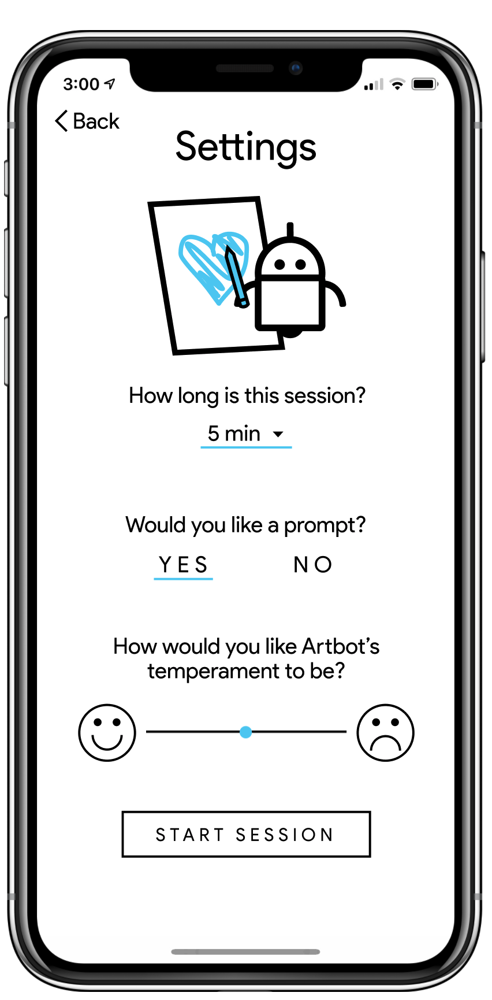 3:00
Back
Settings
How long is this session?
5 min
Would you like a prompt?
YES NO
How would you like Artbot’s
temperament to be?
START SESSION